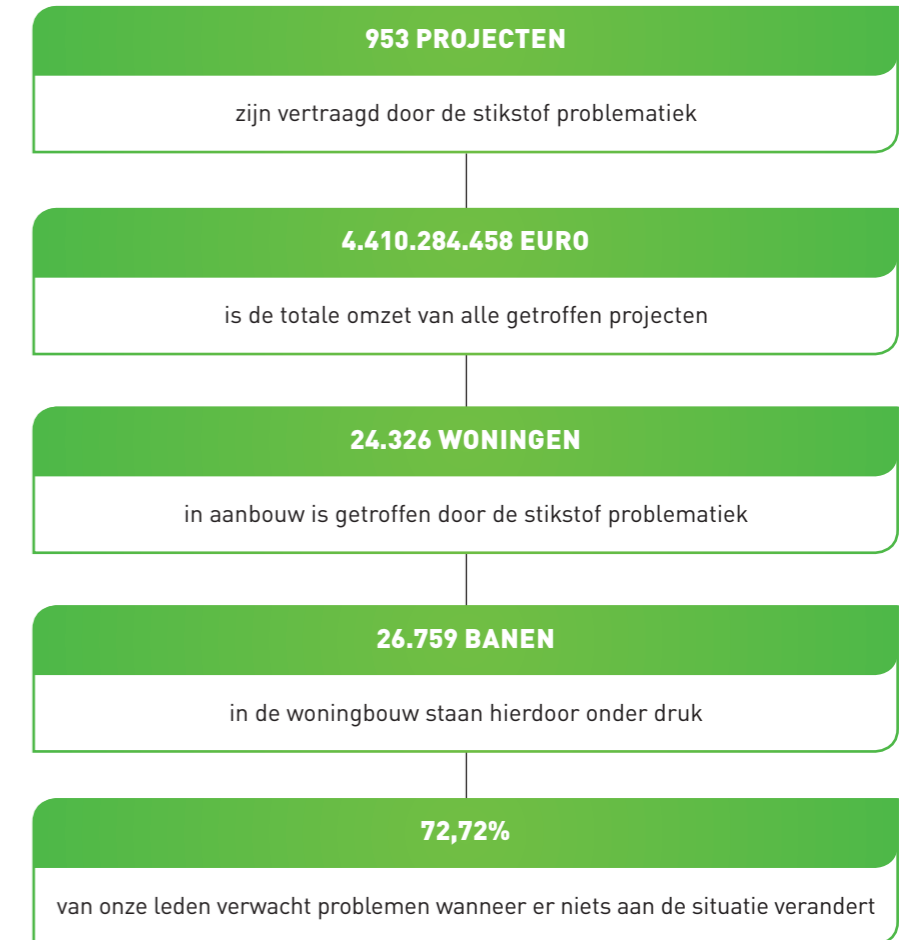 953 PROJECTEN
zijn vertraagd door de stikstof problematiek
4.410.284.458 EURO
is de totale omzet van alle getroffen projecten
24.326 WONINGEN
in aanbouw is getroffen door de stikstof problematiek
26.759 BANEN
in de woningbouw staan hierdoor onder druk
72,72%
van onze leden verwacht problemen wanneer er niets aan de situatie verandert